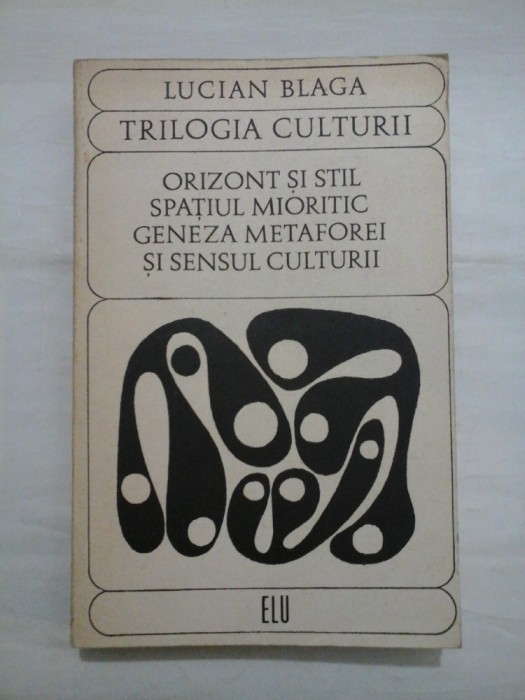 LUCIAN BLAGA
TRILOGIA CULTURII
ORIZONT ȘI STIL
SPAȚIUL MIORITIC
GENEZA METAFOREI
ȘI SENSUL CULTURII
ELU